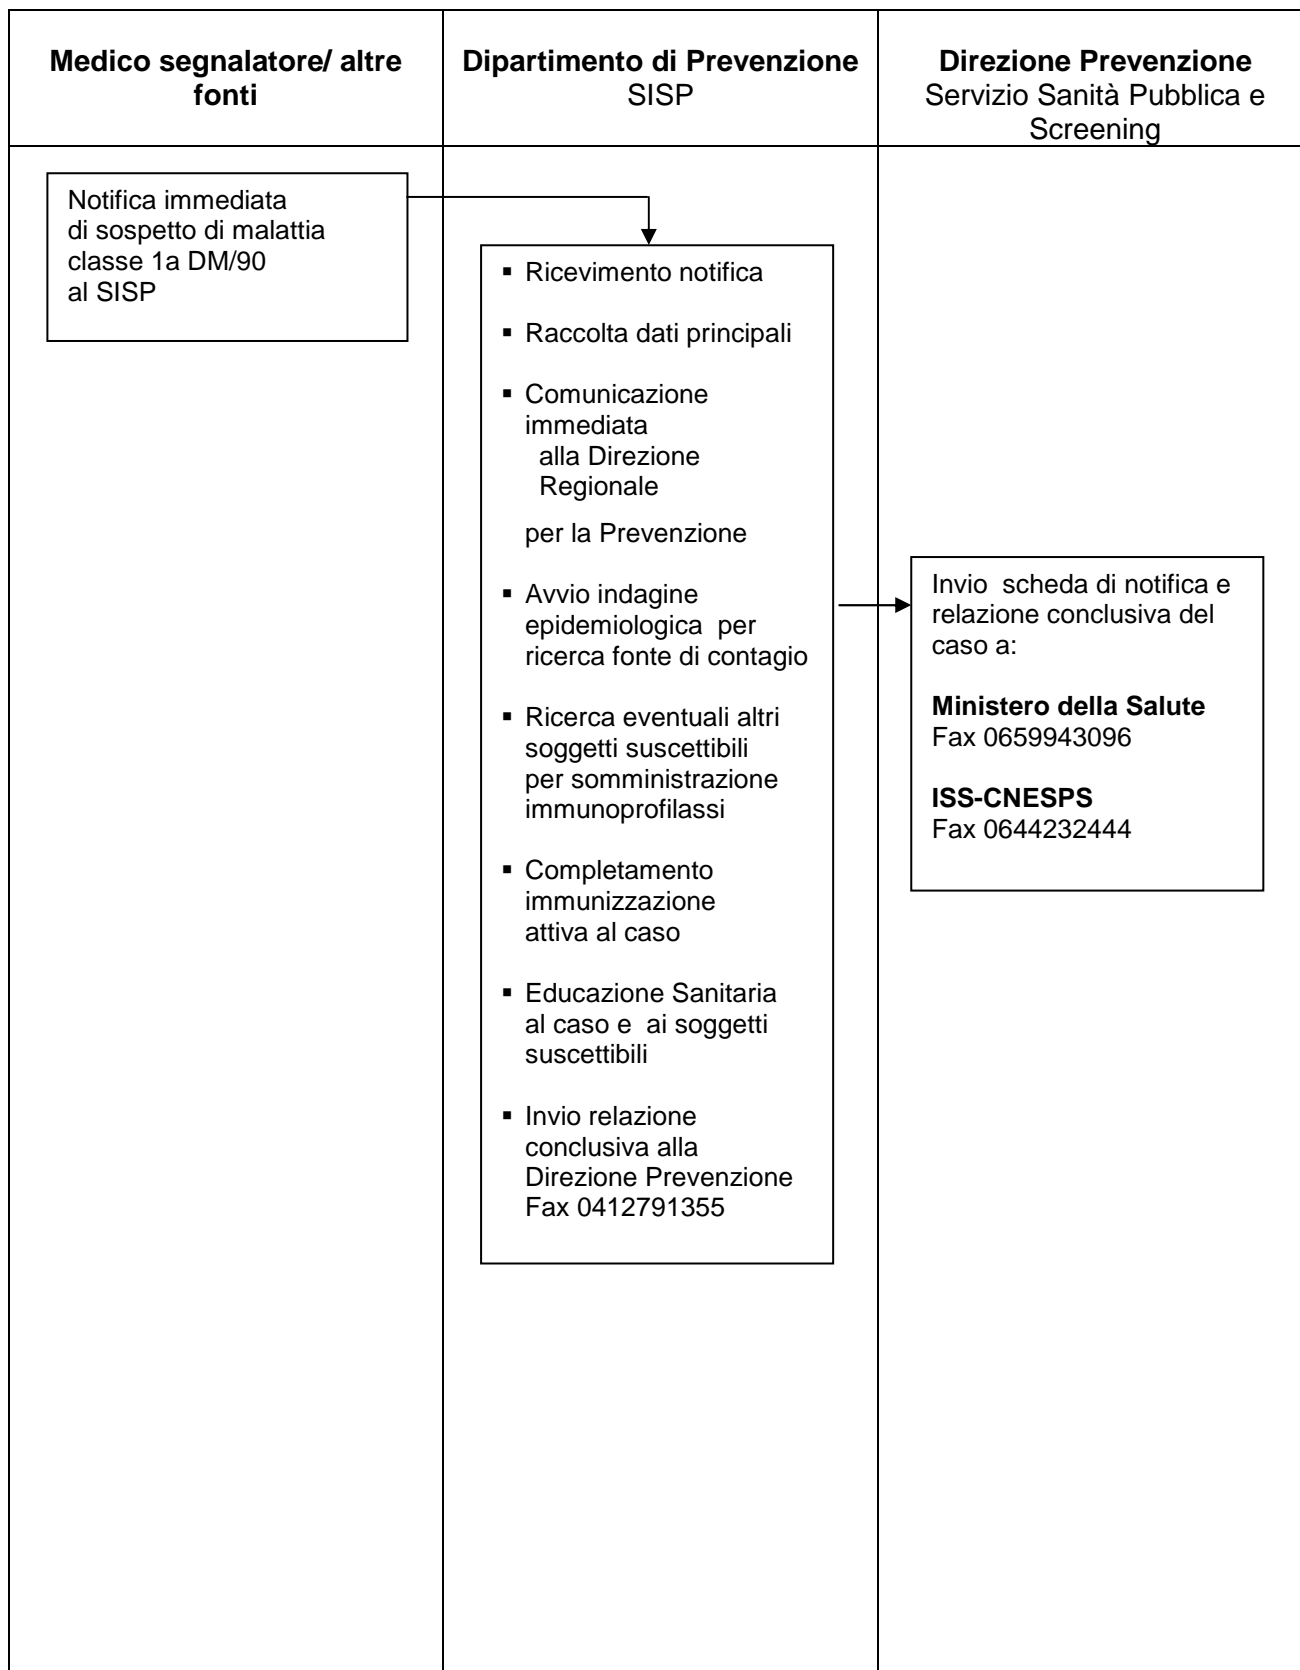 Medico segnalatore/ altre
fonti
Dipartimento di Prevenzione
SISP
Direzione Prevenzione
Servizio Sanità Pubblica e
Screening
Notifica immediata
di sospetto di malattia
classe 1a DM/90
al SISP
▪ Ricevimento notifica
▪ Raccolta dati principali
▪ Comunicazione
immediata
alla Direzione
Regionale
per la Prevenzione
▪ Avvio indagine
epidemiologica per
ricerca fonte di contagio
▪ Ricerca eventuali altri
soggetti suscettibili
per somministrazione
immunoprofilassi
▪ Completamento
immunizzazione
attiva al caso
▪ Educazione Sanitaria
al caso e ai soggetti
suscettibili
▪ Invio relazione
conclusiva alla
Direzione Prevenzione
Fax 0412791355
Invio scheda di notifica e
relazione conclusiva del
caso a:
Ministero della Salute
Fax 0659943096
ISS-CNESPS
Fax 0644232444